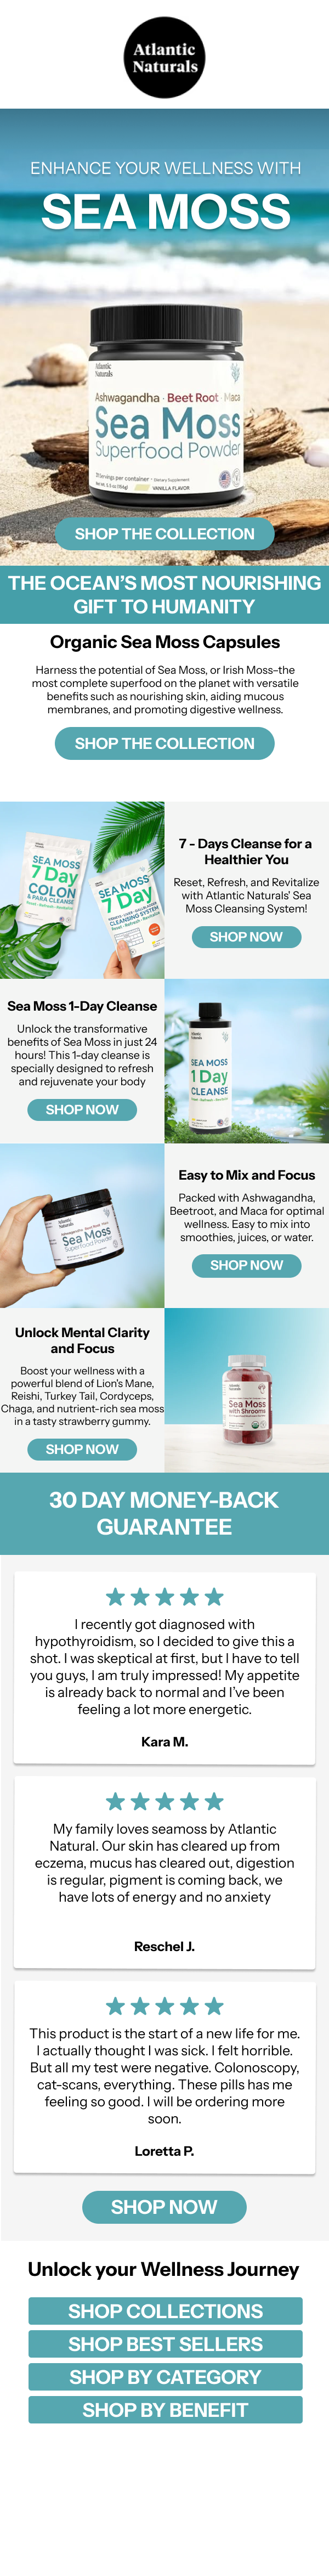 Atlantic
Naturals
ENHANCE YOUR WELLNESS WITH
SEA MOSS
Atlantic
Naturals
Ashwagandha · Beet Root · Maca
Sea Moss
Superfood Powder
VANILLA FLAVOR
SHOP THE COLLECTION
THE OCEAN'S MOST NOURISHING
GIFT TO HUMANITY
Organic Sea Moss Capsules
Harness the potential of Sea Moss, or Irish Moss–the
most complete superfood on the planet with versatile
benefits such as nourishing skin, aiding mucous
membranes, and promoting digestive wellness.
SHOP THE COLLECTION
SEA MOSS
7 Day
COLON
& PARA CLEANSE
SEA MOSS
7 Day
CLEANSING SYSTEM
7 - Days Cleanse for a
Healthier You
Reset, Refresh, and Revitalize
with Atlantic Naturals' Sea
Moss Cleansing System!
SHOP NOW
Sea Moss 1-Day Cleanse
Unlock the transformative
benefits of Sea Moss in just 24
hours! This 1-day cleanse is
specially designed to refresh
and rejuvenate your body
SHOP NOW
SEA MOSS
1 Day
CLEANSE
Sea Moss
Superfood Powder
Easy to Mix and Focus
Packed with Ashwagandha,
Beetroot, and Maca for optimal
wellness. Easy to mix into
smoothies, juices, or water.
SHOP NOW
Unlock Mental Clarity
and Focus
Boost your wellness with a
powerful blend of Lion's Mane,
Reishi, Turkey Tail, Cordyceps,
Chaga, and nutrient-rich sea moss
in a tasty strawberry gummy.
SHOP NOW
Sea Moss
with Shrooms
30 DAY MONEY-BACK
GUARANTEE
I recently got diagnosed with
hypothyroidism, so I decided to give this a
shot. I was skeptical at first, but I have to tell
you guys, I am truly impressed! My appetite
is already back to normal and I've been
feeling a lot more energetic.
Kara M.
My family loves seamoss by Atlantic
Natural. Our skin has cleared up from
eczema, mucus has cleared out, digestion
is regular, pigment is coming back, we
have lots of energy and no anxiety
Reschel J.
This product is the start of a new life for me.
I actually thought I was sick. I felt horrible.
But all my test were negative. Colonoscopy,
cat-scans, everything. These pills has me
feeling so good. I will be ordering more
soon.
Loretta P.
SHOP NOW
Unlock your Wellness Journey
SHOP COLLECTIONS
SHOP BEST SELLERS
SHOP BY CATEGORY
SHOP BY BENEFIT